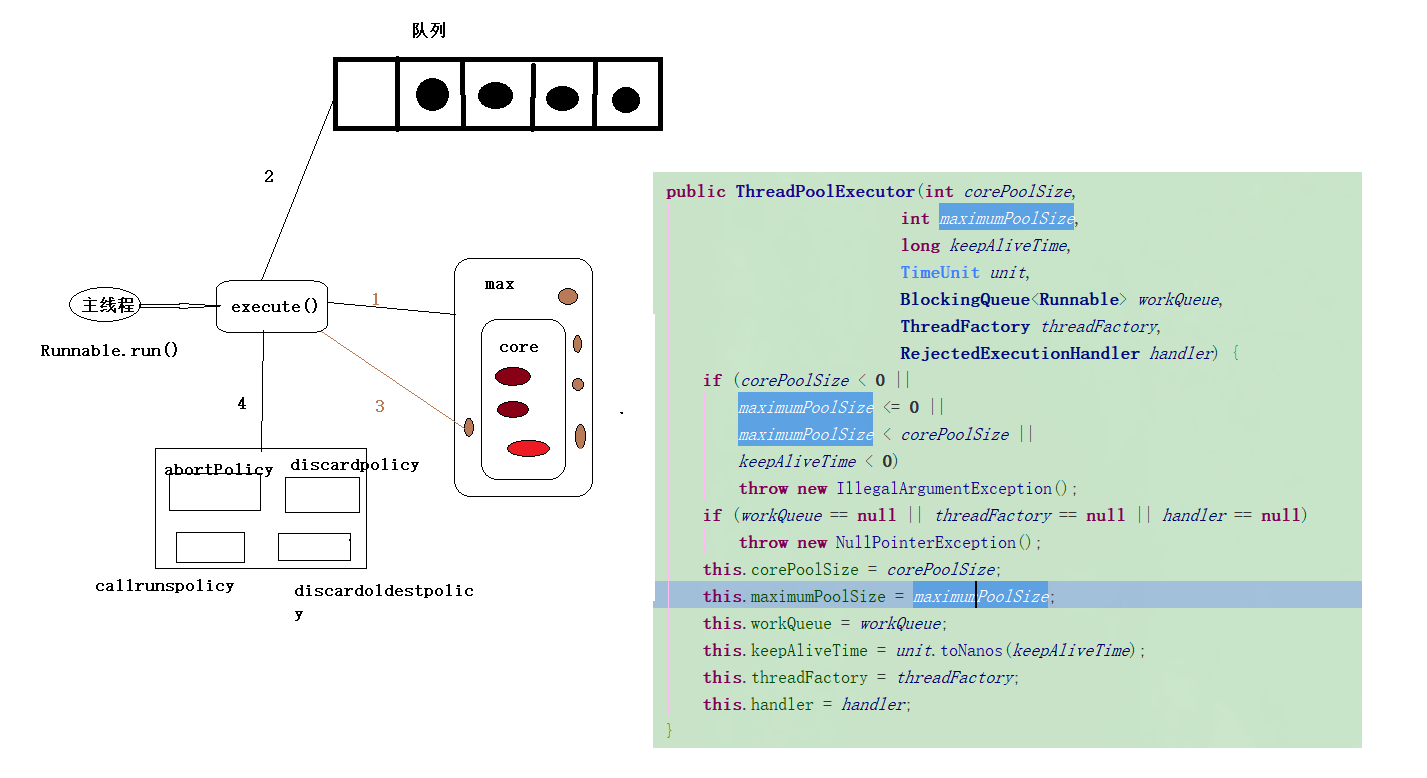 队列
2
主线程
execute()
1
max
core
Runnable.run()
3
4
abortPolicy
discardpolicy
callrunspolicy
discardoldestpolic
y
public ThreadPoolExecutor(int corePoolSize,
int maximumPoolSize,
long keepAliveTime,
TimeUnit unit,
BlockingQueue<Runnable> workQueue,
ThreadFactory threadFactory,
RejectedExecutionHandler handler) {
if (corePoolSize < 0 ||
maximumPoolSize <= 0 ||
maximumPoolSize < corePoolSize ||
keepAliveTime < 0)
throw new IllegalArgumentException();
if (workQueue == null || threadFactory == null || handler == null)
throw new NullPointerException();
this.corePoolSize = corePoolSize;
this.maximumPoolSize = maximumPoolSize;
this.workQueue = workQueue;
this.keepAliveTime = unit.toNanos(keepAliveTime);
this.threadFactory = threadFactory;
this.handler = handler;
}